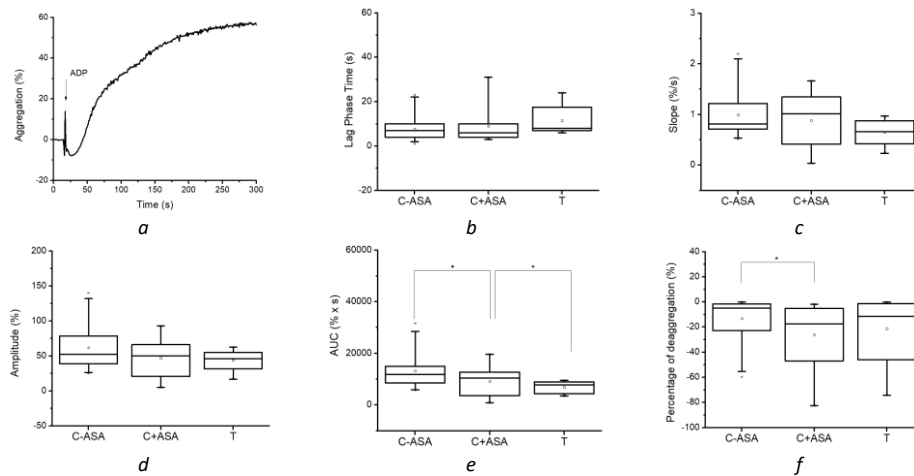 60
40
20
0
-20
Aggregation (%)
ADP
0 50 100 150 200 250 300
Time (s)
a
60
40
20
0
-20
Lag Phase Time (s)
C-ASA C+ASA T
b
3
2
1
0
Slope (%/s)
C-ASA C+ASA T
c
200
150
100
50
0
-50
Amplitude (%)
C-ASA C+ASA T
d
60000
40000
20000
0
AUC (% x s)
* *
C-ASA C+ASA T
e
40
20
0
-20
-40
-60
-80
-100
Percentage of deaggregation (%)
*
C-ASA C+ASA T
f